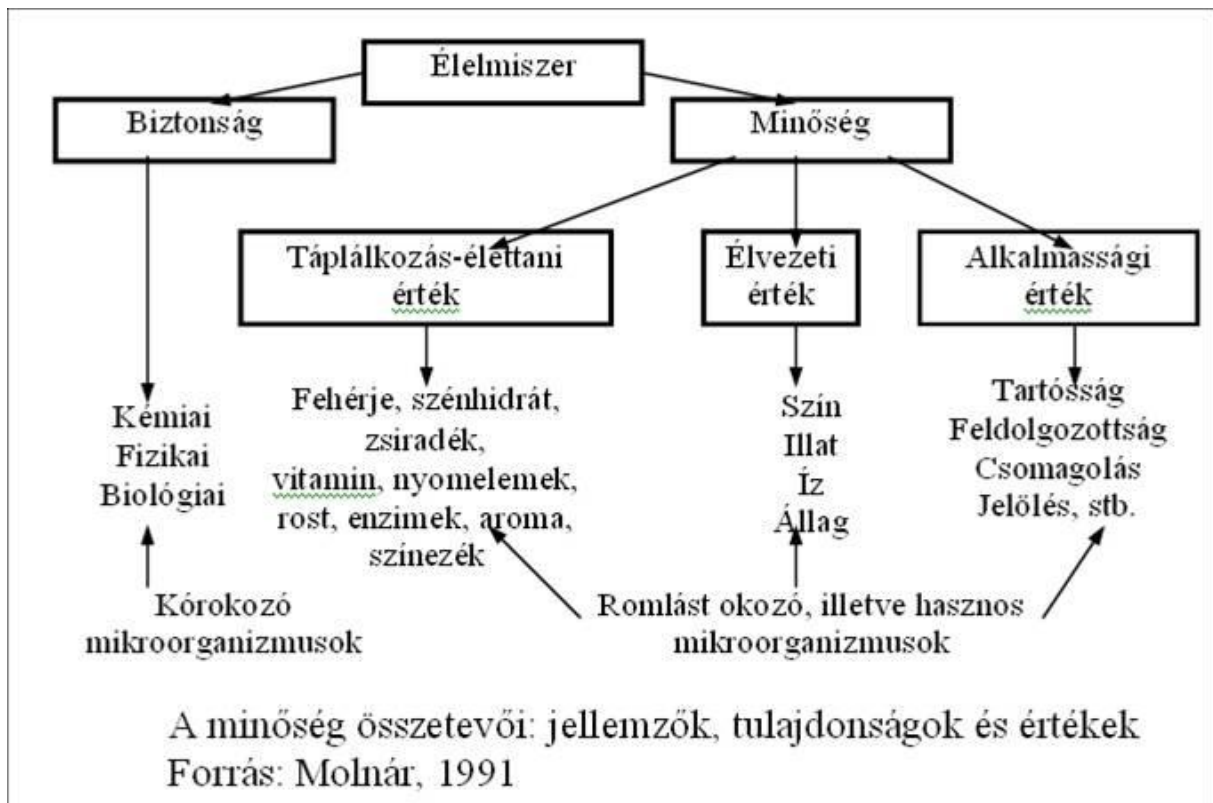 Élelmiszer
Biztonság
Minőség
Táplálkozás-élettani
érték
Élvezeti
érték
Alkalmassági
érték
Kémiai
Fizikai
Biológiai
Fehérje, szénhidrát,
zsiradék,
vitamin, nyomelemek,
rost, enzimek, aroma,
színezék
Szín
Illat
Íz
Állag
Tartósság
Feldolgozottság
Csomagolás
Jelölés, stb.
Kórokozó
mikroorganizmusok
Romlást okozó, illetve hasznos
mikroorganizmusok
A minőség összetevői: jellemzők, tulajdonságok és értékek
Forrás: Molnár, 1991